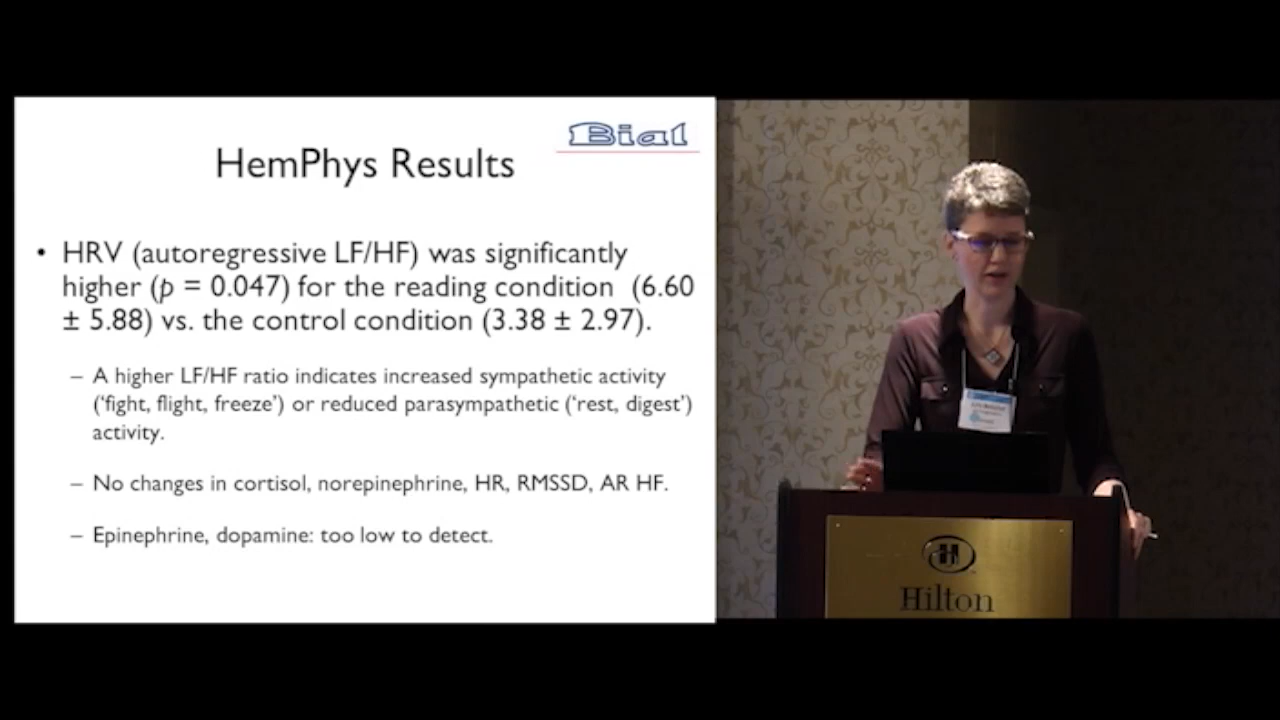 Bial
HemPhys Results
• HRV (autoregressive LF/HF) was significantly
higher (p = 0.047) for the reading condition (6.60
± 5.88) vs. the control condition (3.38 ± 2.97).
– A higher LF/HF ratio indicates increased sympathetic activity
(‘fight, flight, freeze’) or reduced parasympathetic (‘rest, digest’)
activity.
– No changes in cortisol, norepinephrine, HR, RMSSD, AR HF.
– Epinephrine, dopamine: too low to detect.
H
Hilton